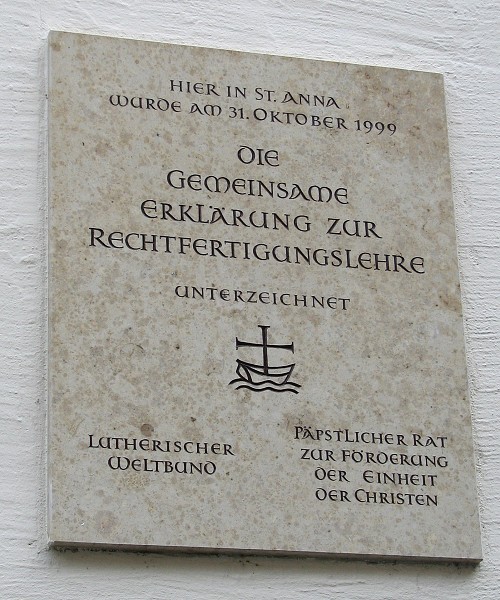 HIER IN ST. ANNA
WURDE AM 31. OKTOBER 1999
DIE
GEMEINSAME
ERKLÄRUNG ZUR
RECHTFERTIGUNGSLEHRE
UNTERZEICHNET
LUTHERISCHER
WELTBUND
PÄPSTLICHER RAT
ZUR FÖRDERUNG
DER EINHEIT
DER CHRISTEN